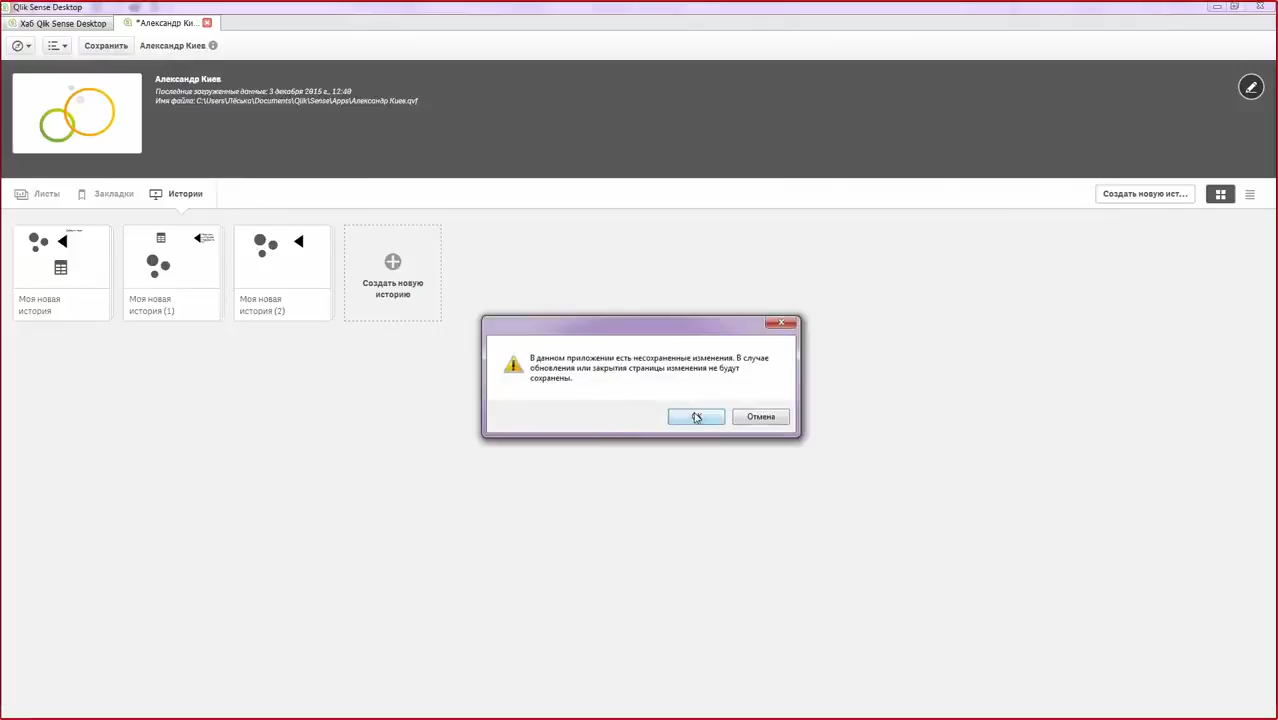 Qlik Sense Desktop
Хаб Qlik Sense Desktop
*Александр Ки...
Сохранить
Александр Киев
Александр Киев
Последние загруженные данные: 3 декабря 2015 г., 12:40
Имя файла: C:\Users\Лёська\Documents\Qlik\Sense\Apps\Александр Киев.qvf
Листы
Закладки
Истории
Создать новую ист...
Моя новая
история
Моя новая
история (1)
Моя новая
история (2)
Создать новую
историю
В данном приложении есть несохраненные изменения. В случае
обновления или закрытия страницы изменения не будут
сохранены.
Отмена